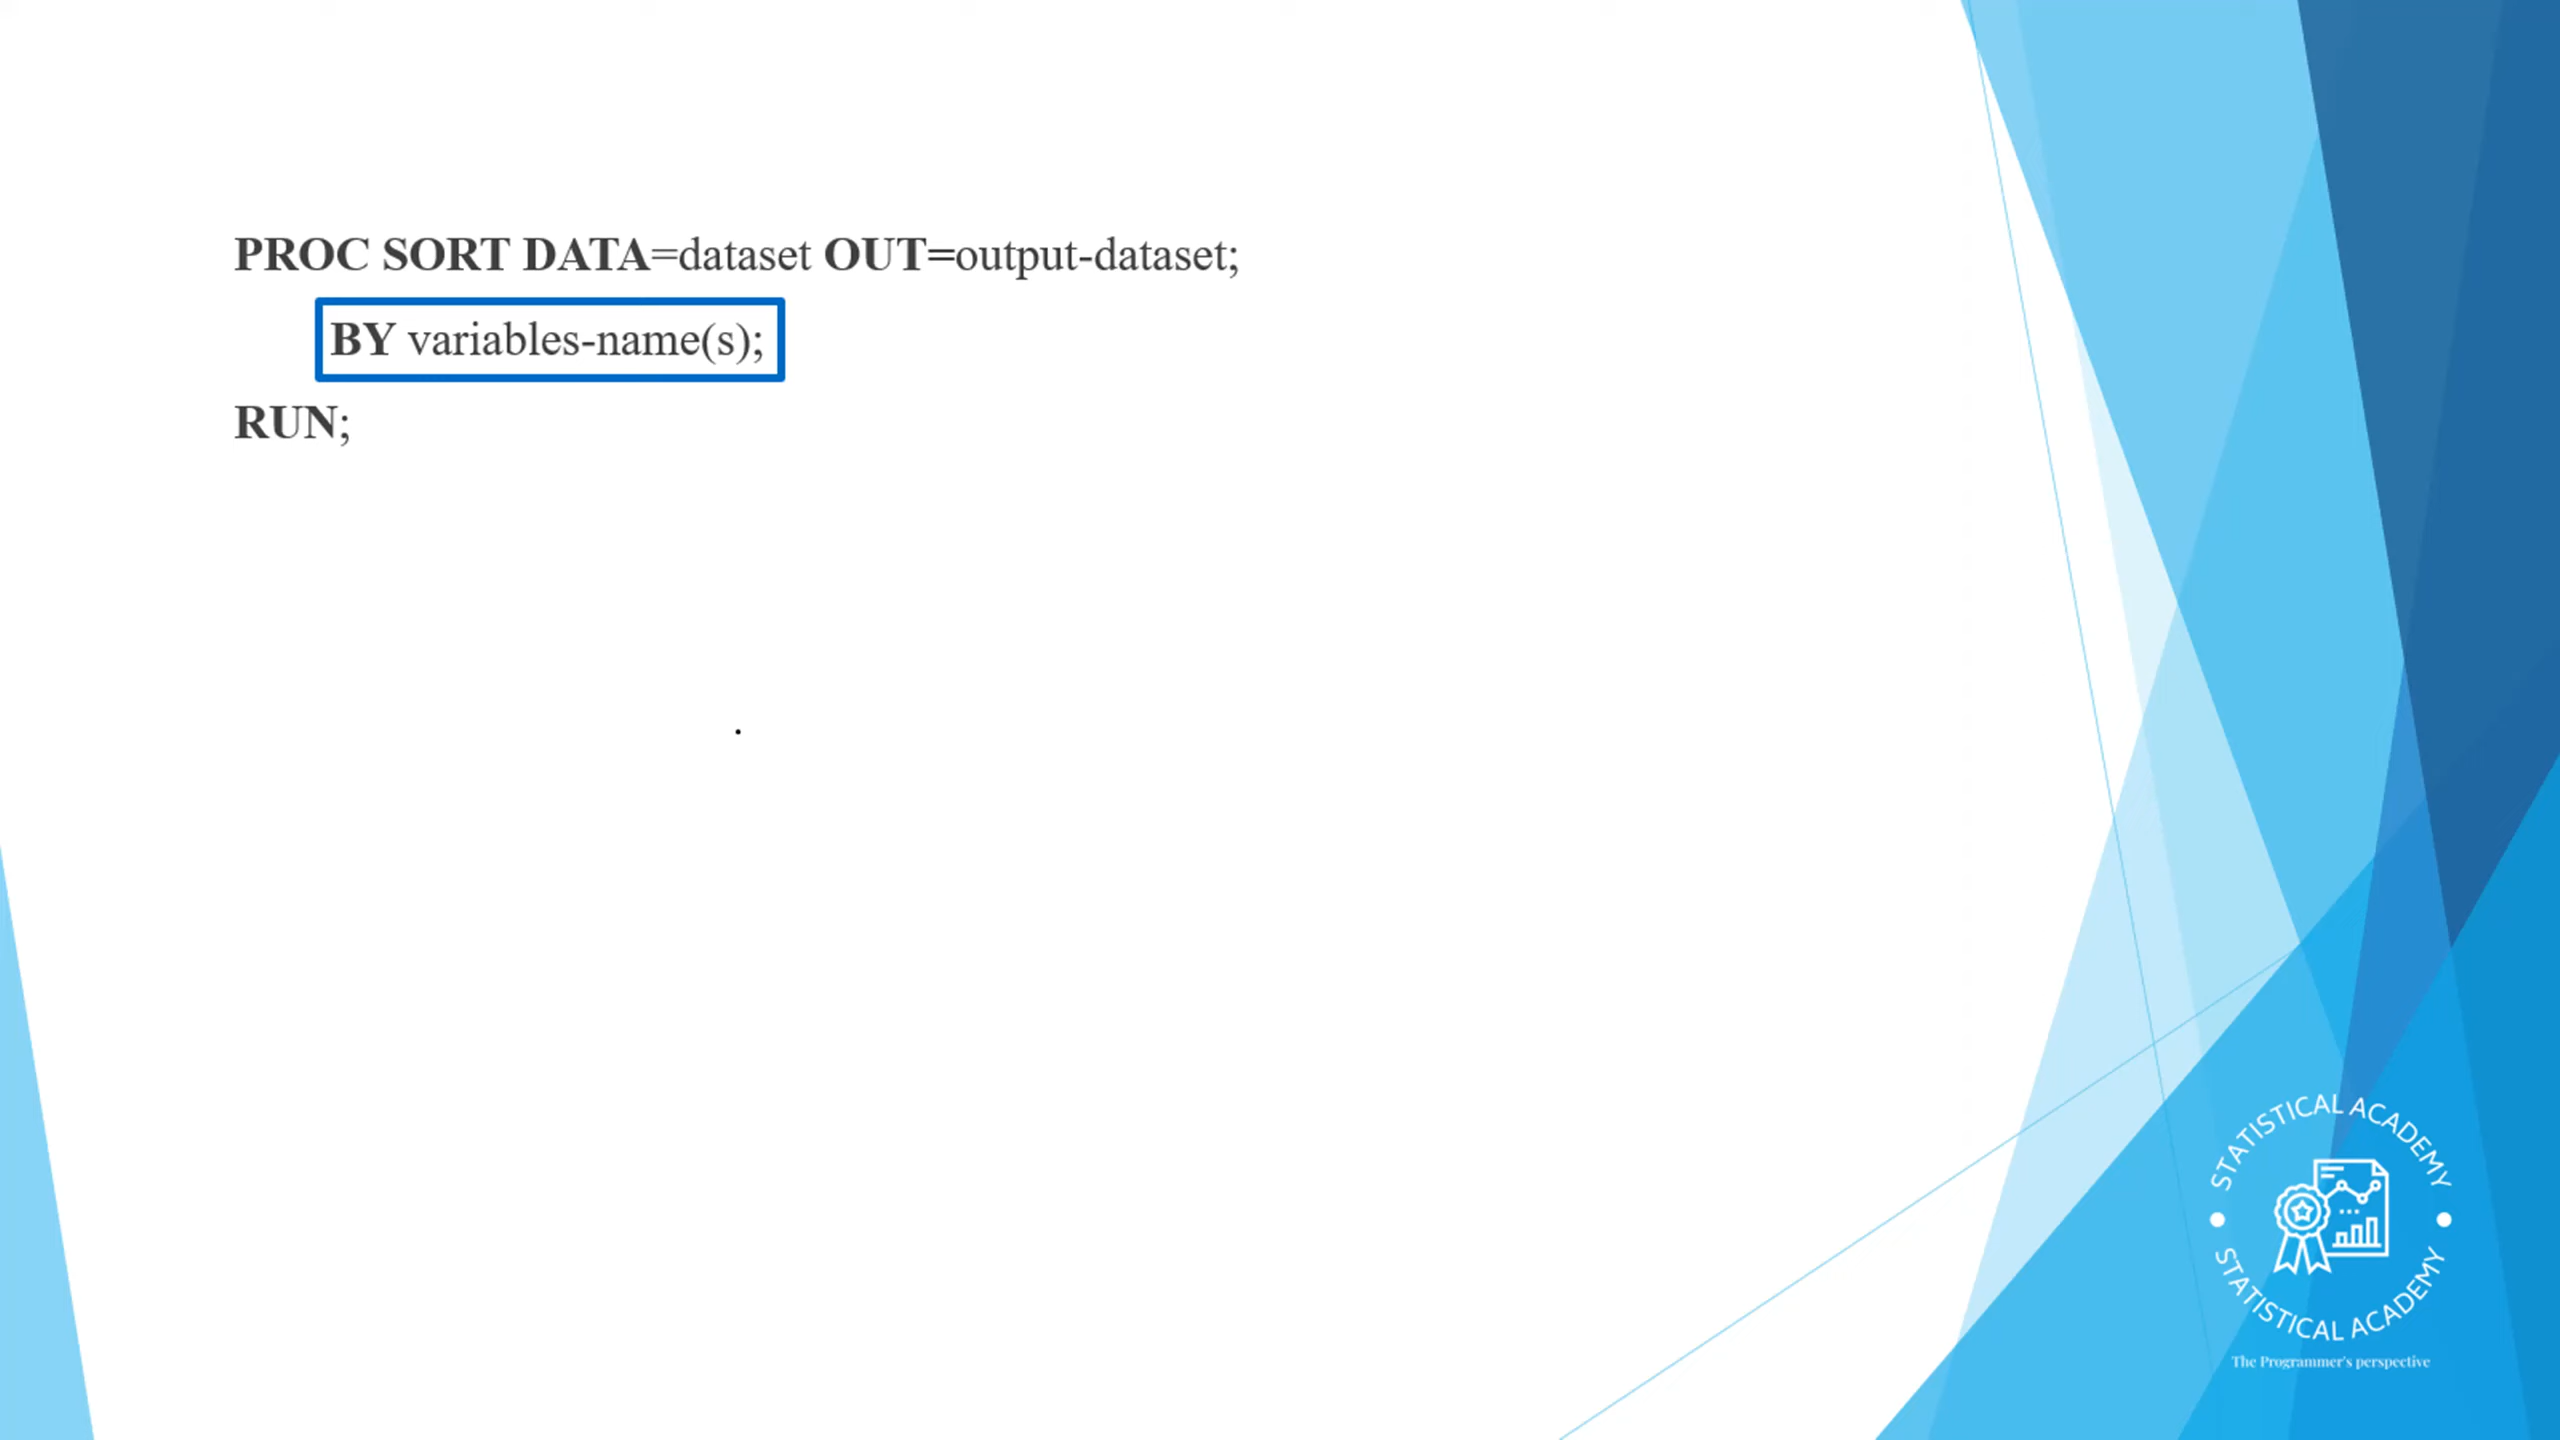 PROC SORT DATA=dataset OUT=output-dataset;
BY variables-name(s);
RUN;
.
STATISTICAL ACADEMY
STATISTICAL ACADEMY
The Programmer's perspective